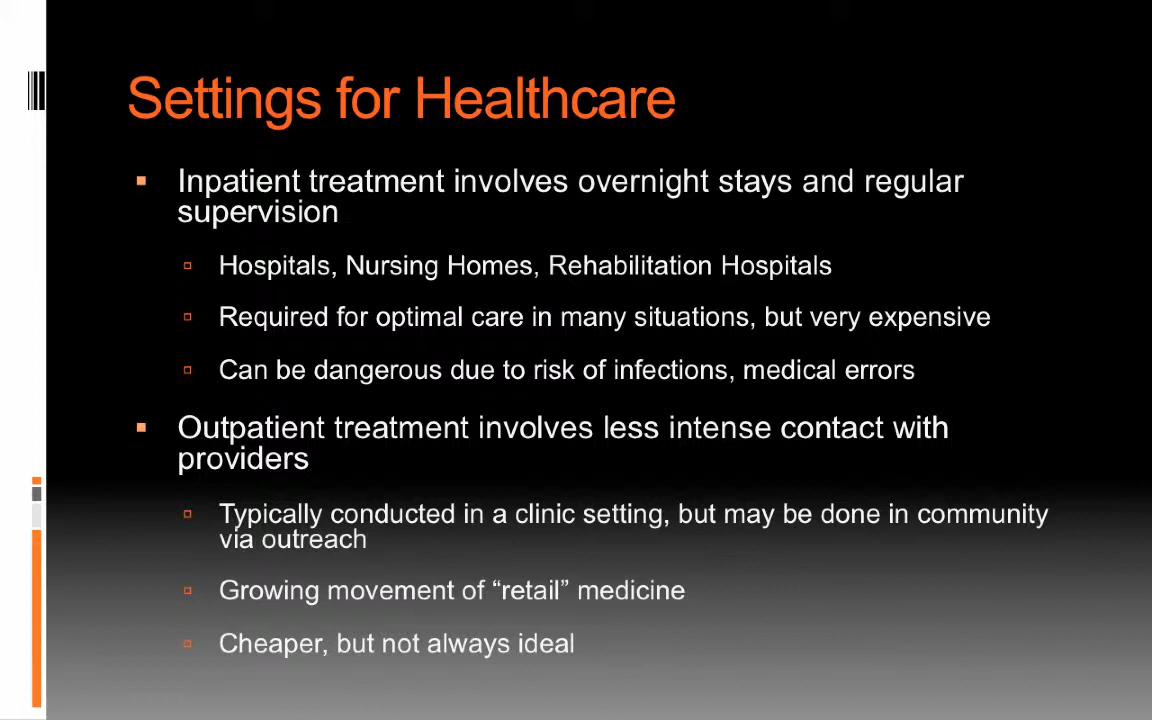 Settings for Healthcare
Inpatient treatment involves overnight stays and regular
supervision
Hospitals, Nursing Homes, Rehabilitation Hospitals
Required for optimal care in many situations, but very expensive
Can be dangerous due to risk of infections, medical errors
Outpatient treatment involves less intense contact with
providers
Typically conducted in a clinic setting, but may be done in community
via outreach
Growing movement of “retail” medicine
Cheaper, but not always ideal